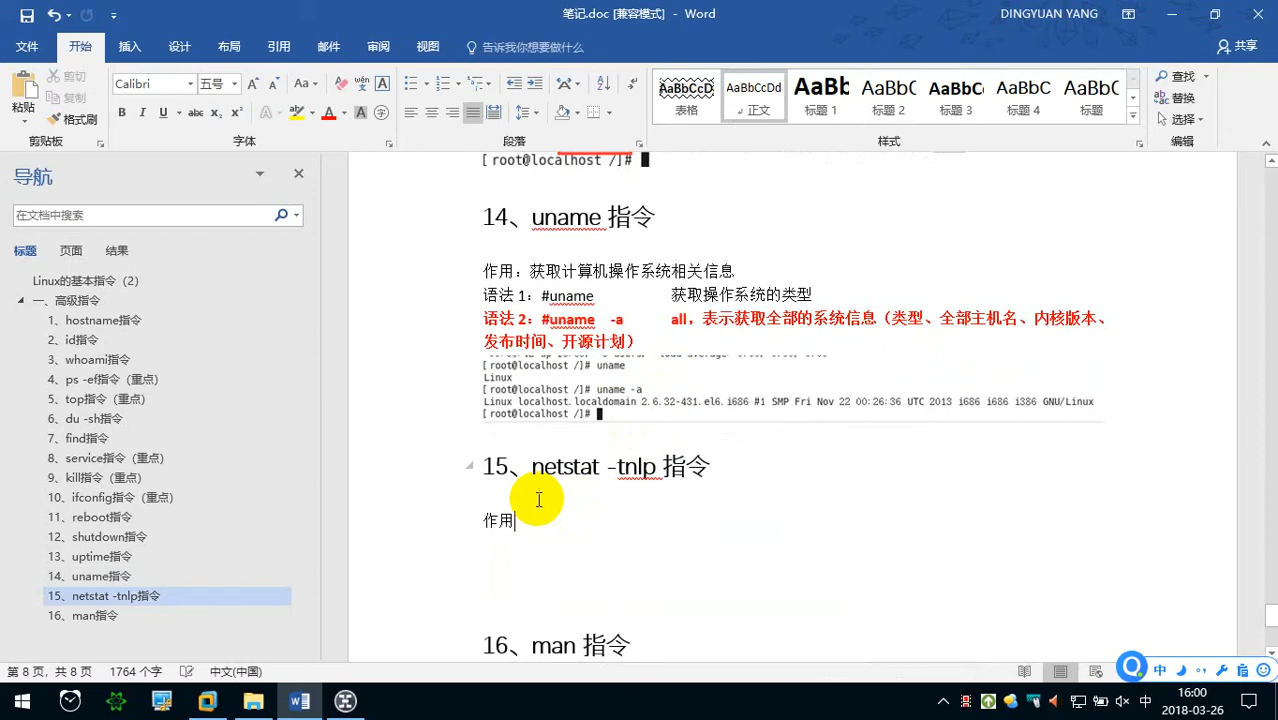 笔记.doc [兼容模式] - Word
DINGYUAN YANG
文件
开始
插入
设计
布局
引用
邮件
审阅
视图
告诉我你想要做什么
共享
粘贴
剪切
复制
格式刷
剪贴板
Calibri
五号
字体
段落
AaBbCcD
表格
AaBbCcDd
正文
AaBb
标题 1
AaBbC
标题 2
AaBbCc
标题 3
AaBbCc
标题 4
AaBbC
标题
样式
查找
替换
选择
编辑
导航
在文档中搜索
标题
页面
结果
Linux的基本指令（2）
一、高级指令
1、hostname指令
2、id指令
3、whoami指令
4、ps -ef指令（重点）
5、top指令（重点）
6、du -sh指令
7、find指令
8、service指令（重点）
9、kill指令（重点）
10、ifconfig指令（重点）
11、reboot指令
12、shutdown指令
13、uptime指令
14、uname指令
15、netstat -tnlp指令
16、man指令
[root@localhost /]#
14、uname 指令
作用：获取计算机操作系统相关信息
语法 1：#uname 获取操作系统的类型
语法 2：#uname -a all，表示获取全部的系统信息（类型、全部主机名、内核版本、
发布时间、开源计划）
[root@localhost /]# uname
Linux
[root@localhost /]# uname -a
Linux localhost.localdomain 2.6.32-431.el6.i686 #1 SMP Fri Nov 22 00:26:36 UTC 2013 i686 i686 i386 GNU/Linux
[root@localhost /]#
15、netstat -tnlp 指令
作用
16、man 指令
第 8 页，共 8 页
1764 个字
中文(中国)
中
中
16:00
2018-03-26